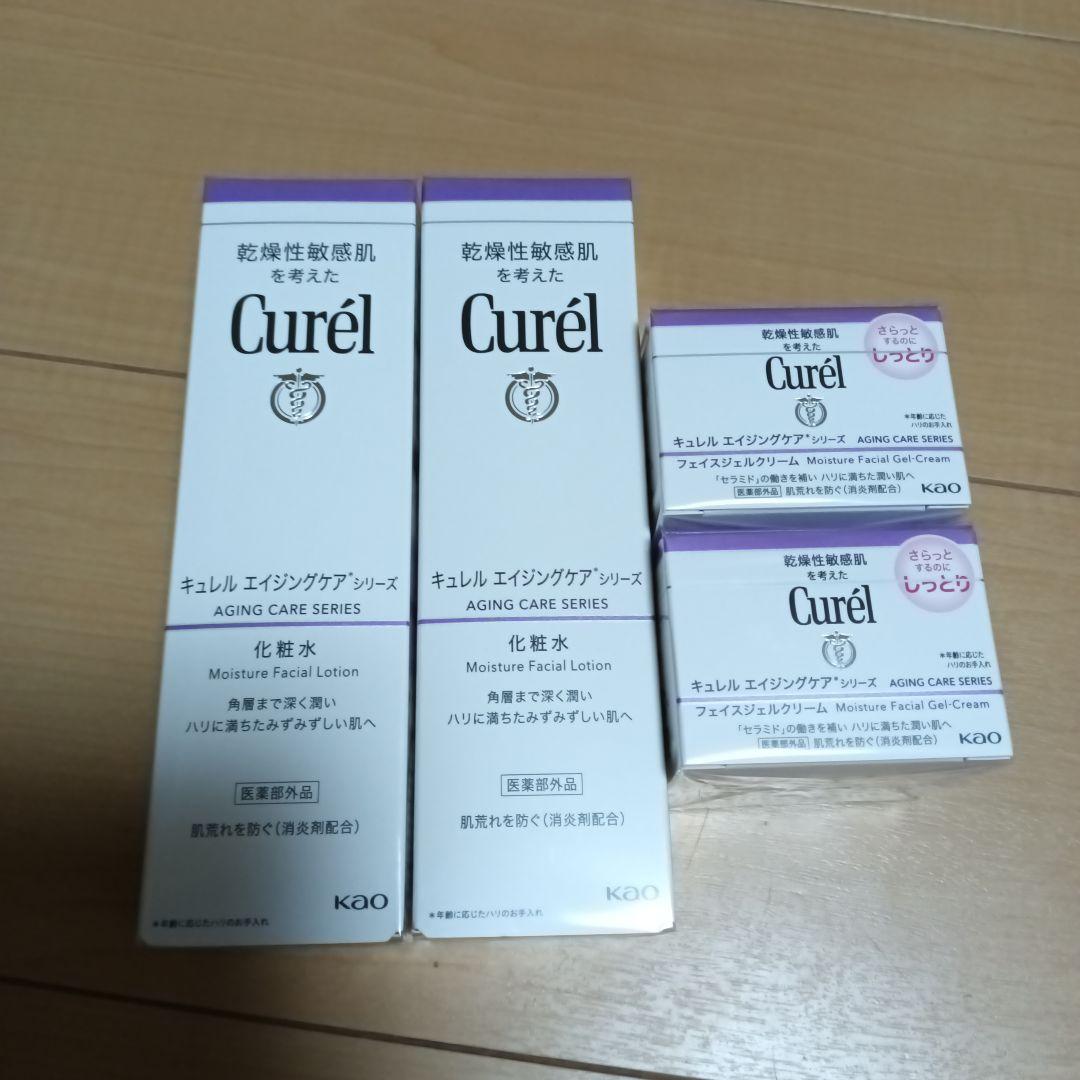 乾燥性敏感肌
を考えた
Curél
キュレル エイジングケア*シリーズ
AGING CARE SERIES
化粧水
Moisture Facial Lotion
角層まで深く潤い
ハリに満ちたみずみずしい肌へ
医薬部外品
肌荒れを防ぐ(消炎剤配合)
Kao
*年齢に応じたハリのお手入れ
乾燥性敏感肌
を考えた
Curél
キュレル エイジングケア*シリーズ
AGING CARE SERIES
化粧水
Moisture Facial Lotion
角層まで深く潤い
ハリに満ちたみずみずしい肌へ
医薬部外品
肌荒れを防ぐ(消炎剤配合)
Kao
*年齢に応じたハリのお手入れ
乾燥性敏感肌
を考えた
Curél
さらっと
するのに
しっとり
*年齢に応じた
ハリのお手入れ
キュレル エイジングケア*シリーズ AGING CARE SERIES
フェイスジェルクリーム Moisture Facial Gel-Cream
「セラミド」の働きを補い ハリに満ちた潤い肌へ
医薬部外品 肌荒れを防ぐ(消炎剤配合)
Kao
乾燥性敏感肌
を考えた
Curél
さらっと
するのに
しっとり
*年齢に応じた
ハリのお手入れ
キュレル エイジングケア*シリーズ AGING CARE SERIES
フェイスジェルクリーム Moisture Facial Gel-Cream
「セラミド」の働きを補い ハリに満ちた潤い肌へ
医薬部外品 肌荒れを防ぐ(消炎剤配合)
Kao